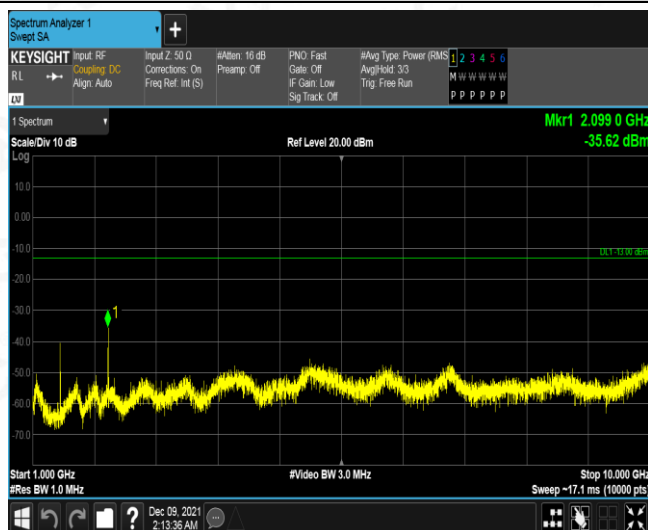 Spectrum Analyzer 1
Swept SA
+
KEYSIGHT Input: RF Input Z: 50 Ω #Atten: 16 dB PNO: Fast #Avg Type: Power (RMS 1 2 3 4 5 6
RL Coupling: DC Corrections: On Preamp: Off Gate: Off Avg|Hold: 3/3 M W W W W W
Align: Auto Freq Ref: Int (S) IF Gain: Low Trig: Free Run
Sig Track: Off P P P P P P
LXI
1 Spectrum Mkr1 2.099 0 GHz
Scale/Div 10 dB Ref Level 20.00 dBm -35.62 dBm
Log
10.0
0.00
-10.0
DL1 -13.00 dBm
-20.0
-30.0
1
-40.0
-50.0
-60.0
-70.0
Start 1.000 GHz #Video BW 3.0 MHz Stop 10.000 GHz
#Res BW 1.0 MHz Sweep ~17.1 ms (10000 pts)
? Dec 09, 2021
2:13:36 AM